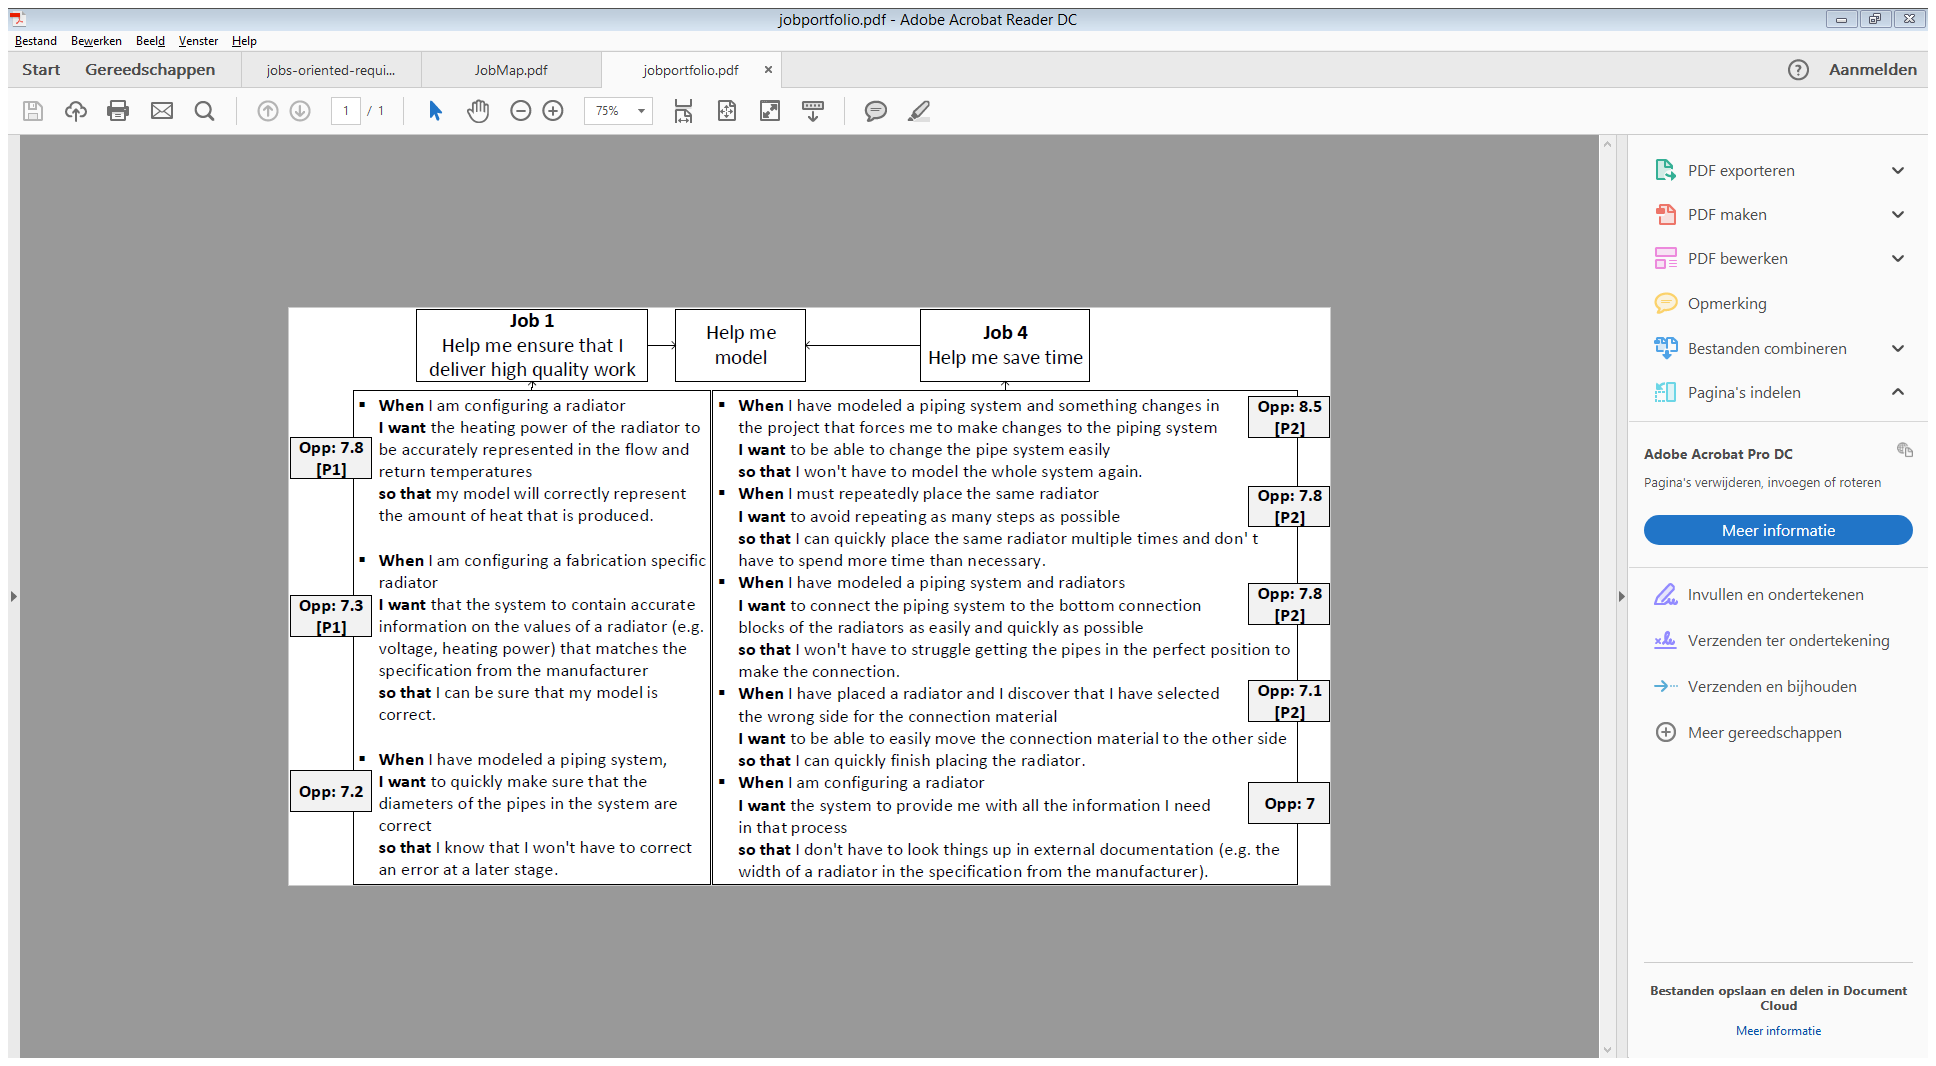 jobportfolio.pdf - Adobe Acrobat Reader DC
Bestand Bewerken Beeld Venster Help
Start Gereedschappen jobs-oriented-requi... JobMap.pdf jobportfolio.pdf × Aanmelden
1 / 1 75%
Job 1
Help me ensure that I
deliver high quality work
Help me
model
Job 4
Help me save time
▪ When I am configuring a radiator
I want the heating power of the radiator to
be accurately represented in the flow and
return temperatures
so that my model will correctly represent
the amount of heat that is produced.
Opp: 7.8
[P1]
▪ When I am configuring a fabrication specific
radiator
I want that the system to contain accurate
information on the values of a radiator (e.g.
voltage, heating power) that matches the
specification from the manufacturer
so that I can be sure that my model is
correct.
Opp: 7.3
[P1]
▪ When I have modeled a piping system,
I want to quickly make sure that the
diameters of the pipes in the system are
correct
so that I know that I won't have to correct
an error at a later stage.
Opp: 7.2
▪ When I have modeled a piping system and something changes in
the project that forces me to make changes to the piping system
I want to be able to change the pipe system easily
so that I won't have to model the whole system again.
Opp: 8.5
[P2]
▪ When I must repeatedly place the same radiator
I want to avoid repeating as many steps as possible
so that I can quickly place the same radiator multiple times and don' t
have to spend more time than necessary.
Opp: 7.8
[P2]
▪ When I have modeled a piping system and radiators
I want to connect the piping system to the bottom connection
blocks of the radiators as easily and quickly as possible
so that I won't have to struggle getting the pipes in the perfect position to
make the connection.
Opp: 7.8
[P2]
▪ When I have placed a radiator and I discover that I have selected
the wrong side for the connection material
I want to be able to easily move the connection material to the other side
so that I can quickly finish placing the radiator.
Opp: 7.1
[P2]
▪ When I am configuring a radiator
I want the system to provide me with all the information I need
in that process
so that I don't have to look things up in external documentation (e.g. the
width of a radiator in the specification from the manufacturer).
Opp: 7
PDF exporteren
PDF maken
PDF bewerken
Opmerking
Bestanden combineren
Pagina's indelen
Adobe Acrobat Pro DC
Pagina's verwijderen, invoegen of roteren
Meer informatie
Invullen en ondertekenen
Verzenden ter ondertekening
Verzenden en bijhouden
Meer gereedschappen
Bestanden opslaan en delen in Document
Cloud
Meer informatie